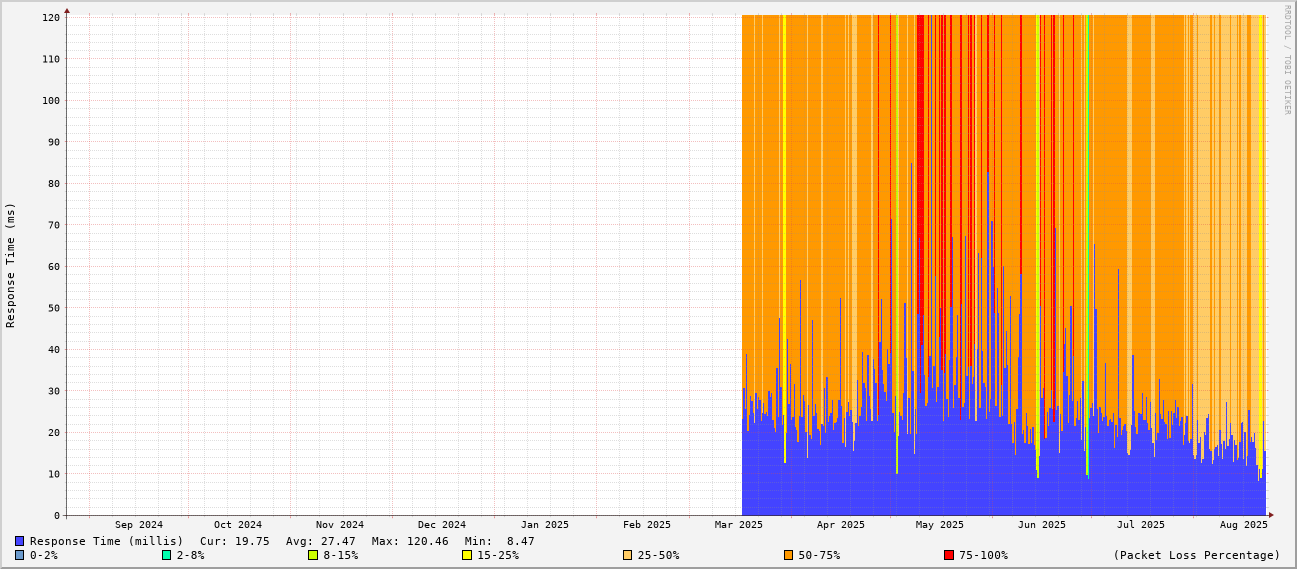 RRDTOOL / TOBI OETIKER
Response Time (ms)
120
110
100
90
80
70
60
50
40
30
20
10
0
Sep 2024 Oct 2024 Nov 2024 Dec 2024 Jan 2025 Feb 2025 Mar 2025 Apr 2025 May 2025 Jun 2025 Jul 2025 Aug 2025
Response Time (millis) Cur: 19.75 Avg: 27.47 Max: 120.46 Min: 8.47
0-2% 2-8% 8-15% 15-25% 25-50% 50-75% 75-100% (Packet Loss Percentage)